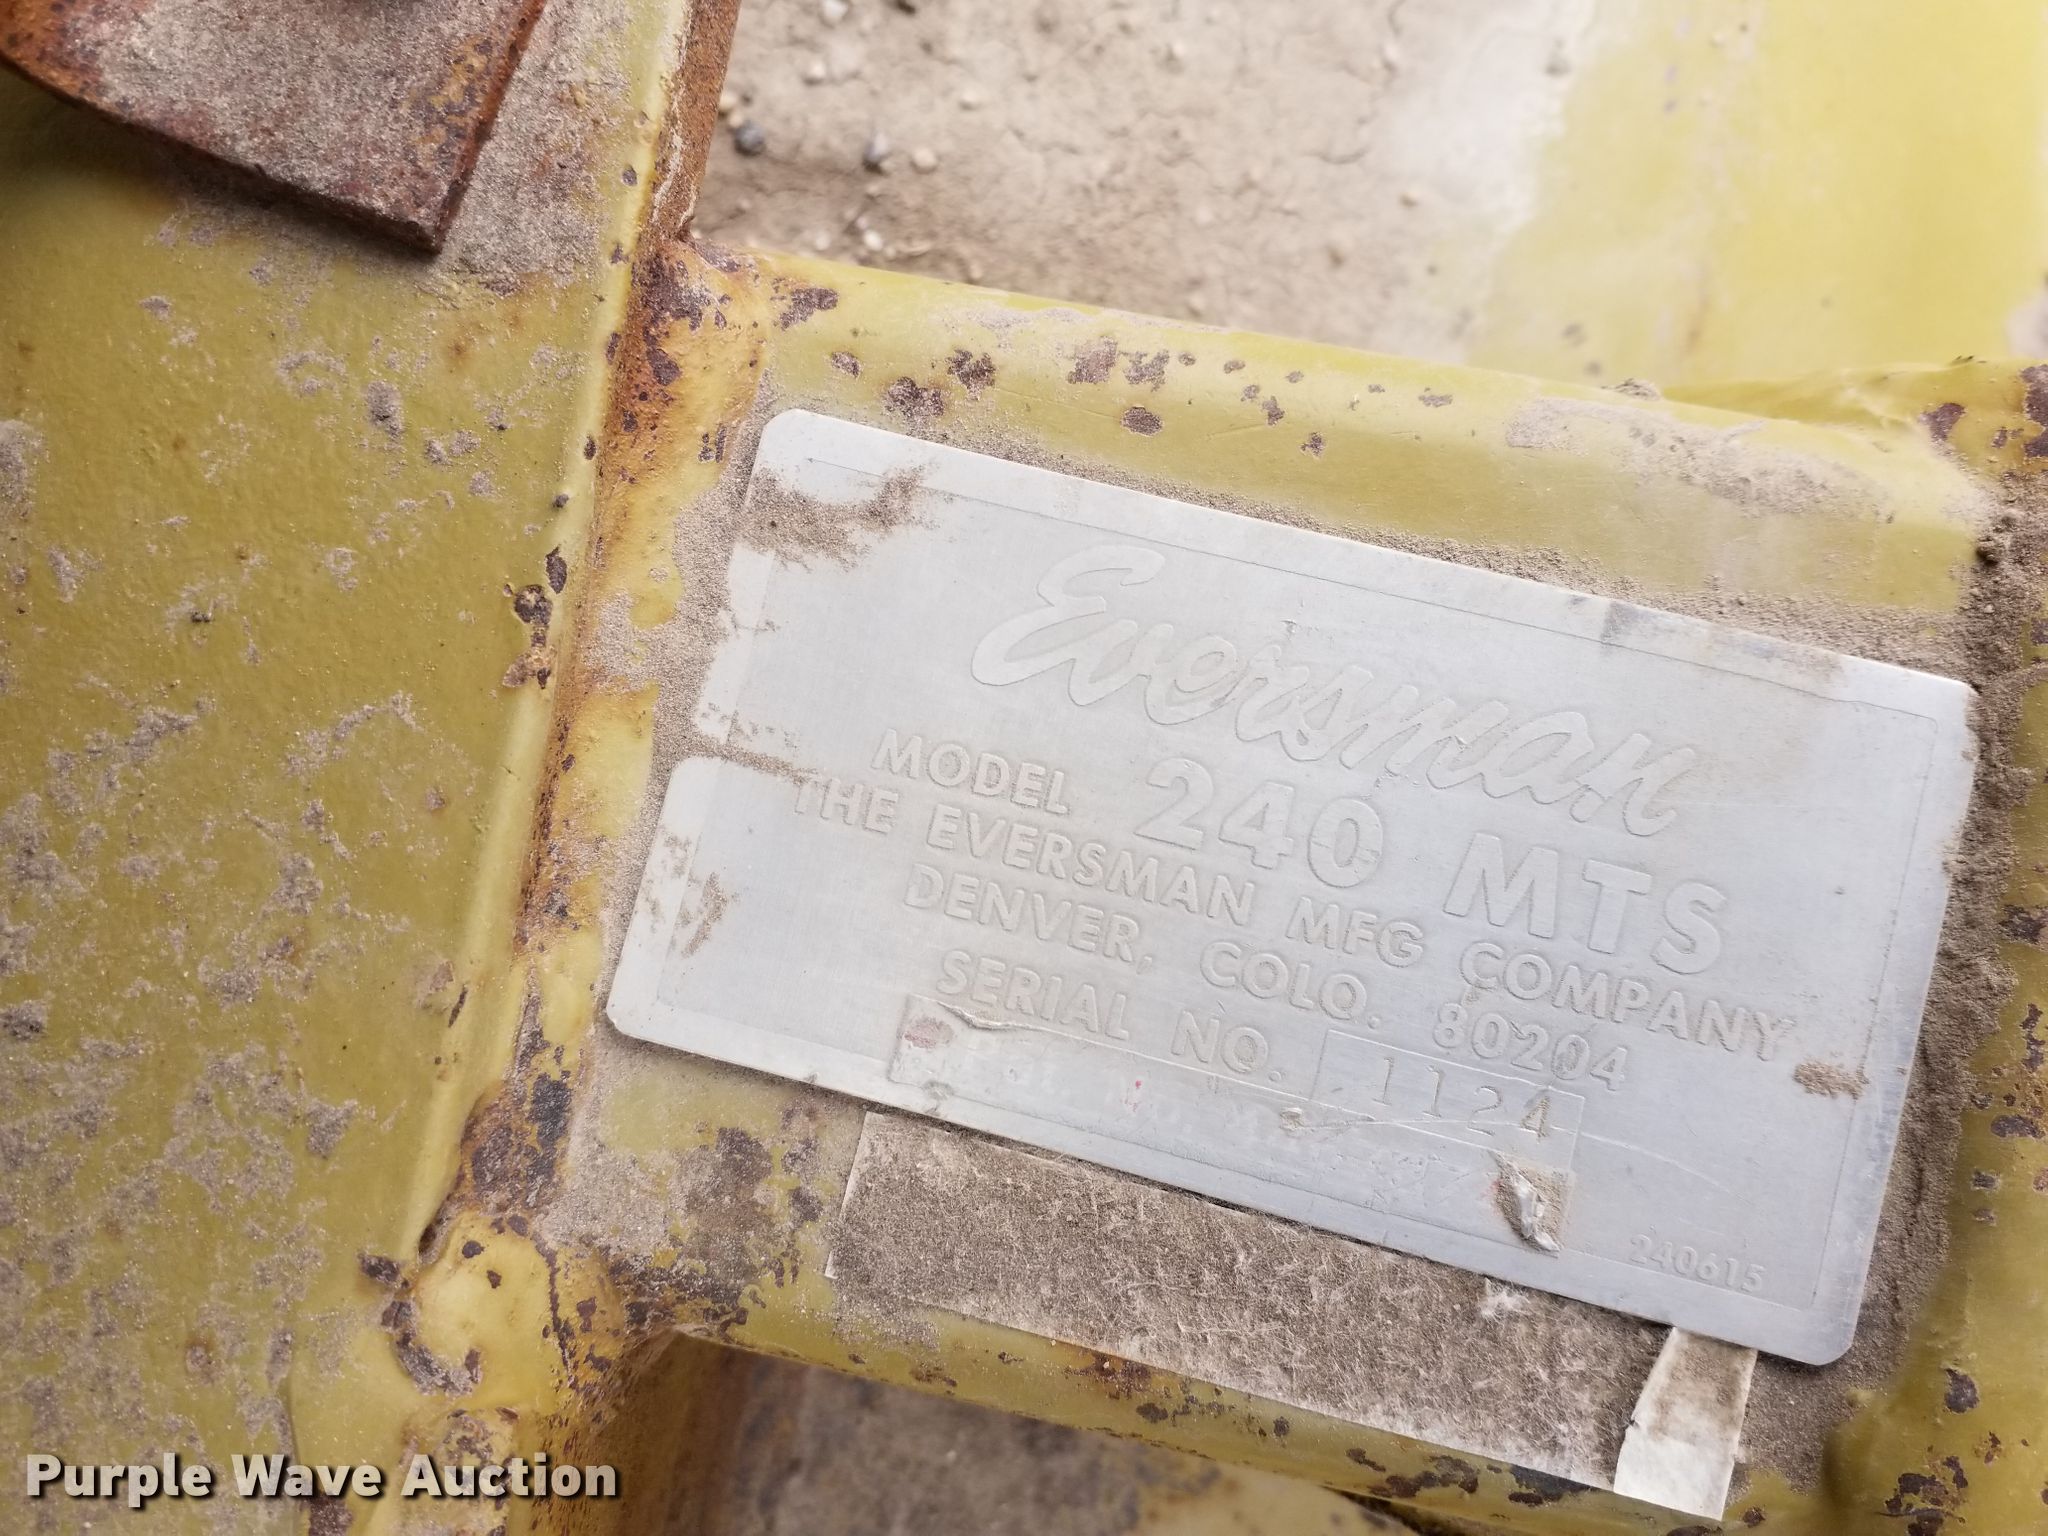 Eversman
MODEL 240 MTS
THE EVERSMAN MFG COMPANY
DENVER, COLO. 80204
SERIAL NO. 1124
240615
Purple Wave Auction